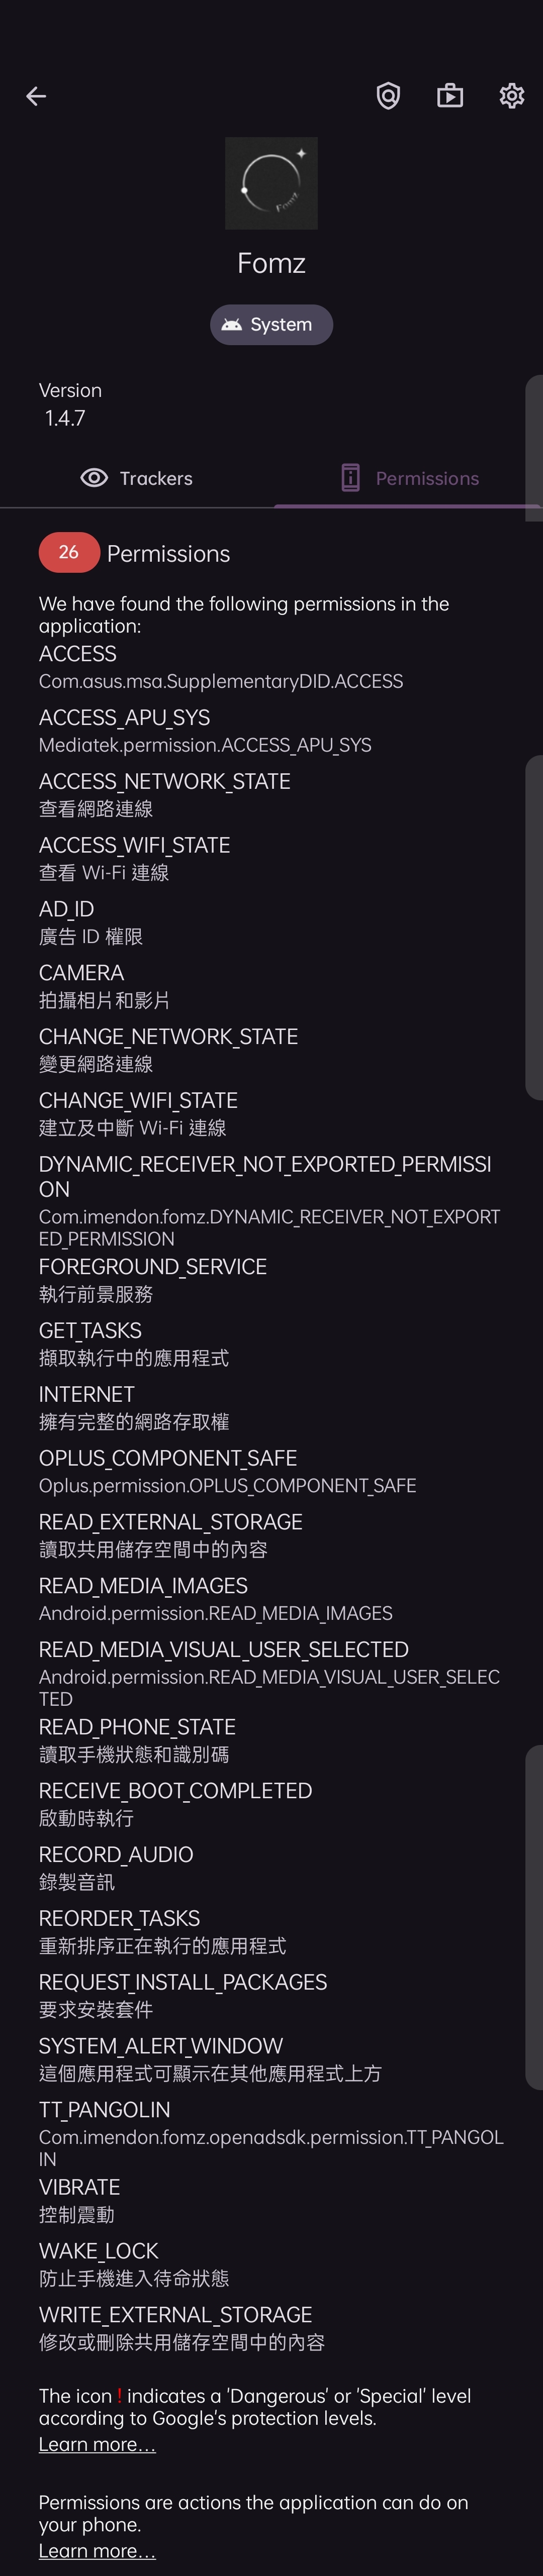 Fomz
Fomz
System
Version
1.4.7
Trackers
Permissions
26 Permissions
We have found the following permissions in the
application:
ACCESS
Com.asus.msa.SupplementaryDID.ACCESS
ACCESS_APU_SYS
Mediatek.permission.ACCESS_APU_SYS
ACCESS_NETWORK_STATE
查看網路連線
ACCESS_WIFI_STATE
查看 Wi-Fi 連線
AD_ID
廣告 ID 權限
CAMERA
拍攝相片和影片
CHANGE_NETWORK_STATE
變更網路連線
CHANGE_WIFI_STATE
建立及中斷 Wi-Fi 連線
DYNAMIC_RECEIVER_NOT_EXPORTED_PERMISSI
ON
Com.imendon.fomz.DYNAMIC_RECEIVER_NOT_EXPORT
ED_PERMISSION
FOREGROUND_SERVICE
執行前景服務
GET_TASKS
擷取執行中的應用程式
INTERNET
擁有完整的網路存取權
OPLUS_COMPONENT_SAFE
Oplus.permission.OPLUS_COMPONENT_SAFE
READ_EXTERNAL_STORAGE
讀取共用儲存空間中的內容
READ_MEDIA_IMAGES
Android.permission.READ_MEDIA_IMAGES
READ_MEDIA_VISUAL_USER_SELECTED
Android.permission.READ_MEDIA_VISUAL_USER_SELEC
TED
READ_PHONE_STATE
讀取手機狀態和識別碼
RECEIVE_BOOT_COMPLETED
啟動時執行
RECORD_AUDIO
錄製音訊
REORDER_TASKS
重新排序正在執行的應用程式
REQUEST_INSTALL_PACKAGES
要求安裝套件
SYSTEM_ALERT_WINDOW
這個應用程式可顯示在其他應用程式上方
TT_PANGOLIN
Com.imendon.fomz.openadsdk.permission.TT_PANGOL
IN
VIBRATE
控制震動
WAKE_LOCK
防止手機進入待命狀態
WRITE_EXTERNAL_STORAGE
修改或刪除共用儲存空間中的內容
The icon ! indicates a 'Dangerous' or 'Special' level
according to Google's protection levels.
Learn more...
Permissions are actions the application can do on
your phone.
Learn more...